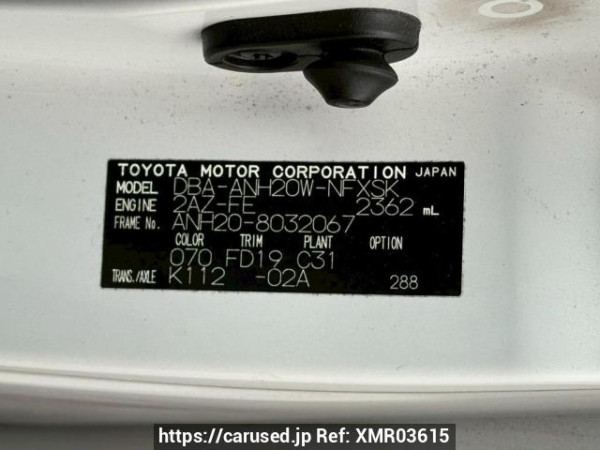 TOYOTA MOTOR CORPORATION JAPAN
MODEL DBA-ANH20W-NFXSK
ENGINE 2AZ-FE 2362 mL
FRAME No. ANH20-8032067
COLOR TRIM PLANT OPTION
070 FD19 C31
TRANS./AXLE K112 -02A 288
https://carused.jp Ref: XMR03615